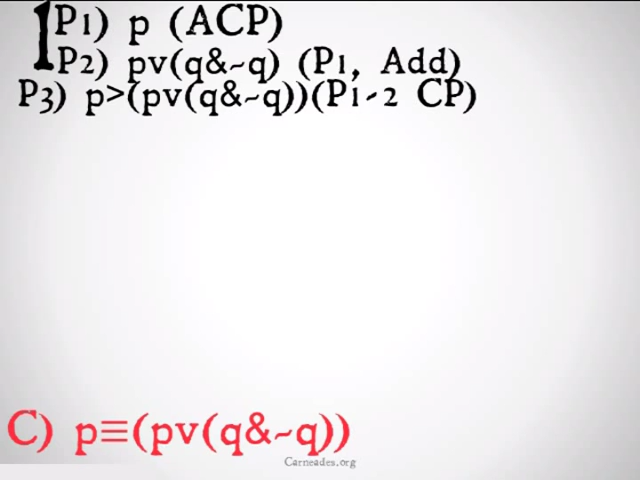 P1) p (ACP)
P2) pv(q&~q) (P1, Add)
P3) p>(pv(q&~q))(P1-2 CP)
C) p≡(pv(q&~q))
Carneades.org